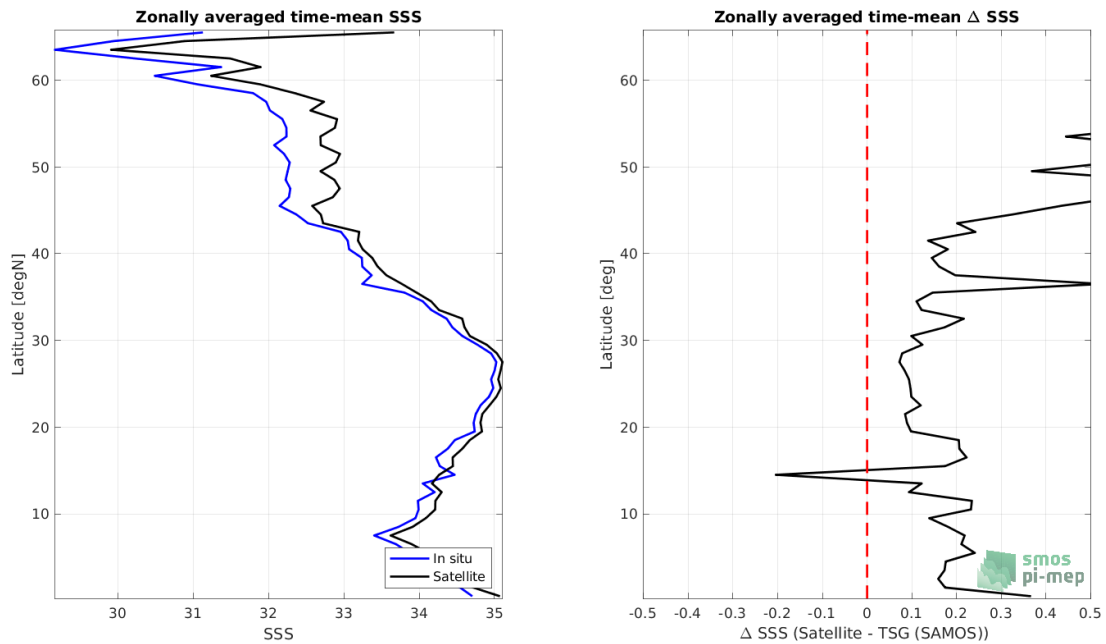 Zonally averaged time-mean SSS
Latitude [degN]
60
50
40
30
20
10
30
31
32
33
34
35
SSS
In situ
Satellite
Zonally averaged time-mean Δ SSS
Latitude [deg]
60
50
40
30
20
10
-0.5
-0.4
-0.3
-0.2
-0.1
0
0.1
0.2
0.3
0.4
0.5
Δ SSS (Satellite - TSG (SAMOS))
smos
pi-mep